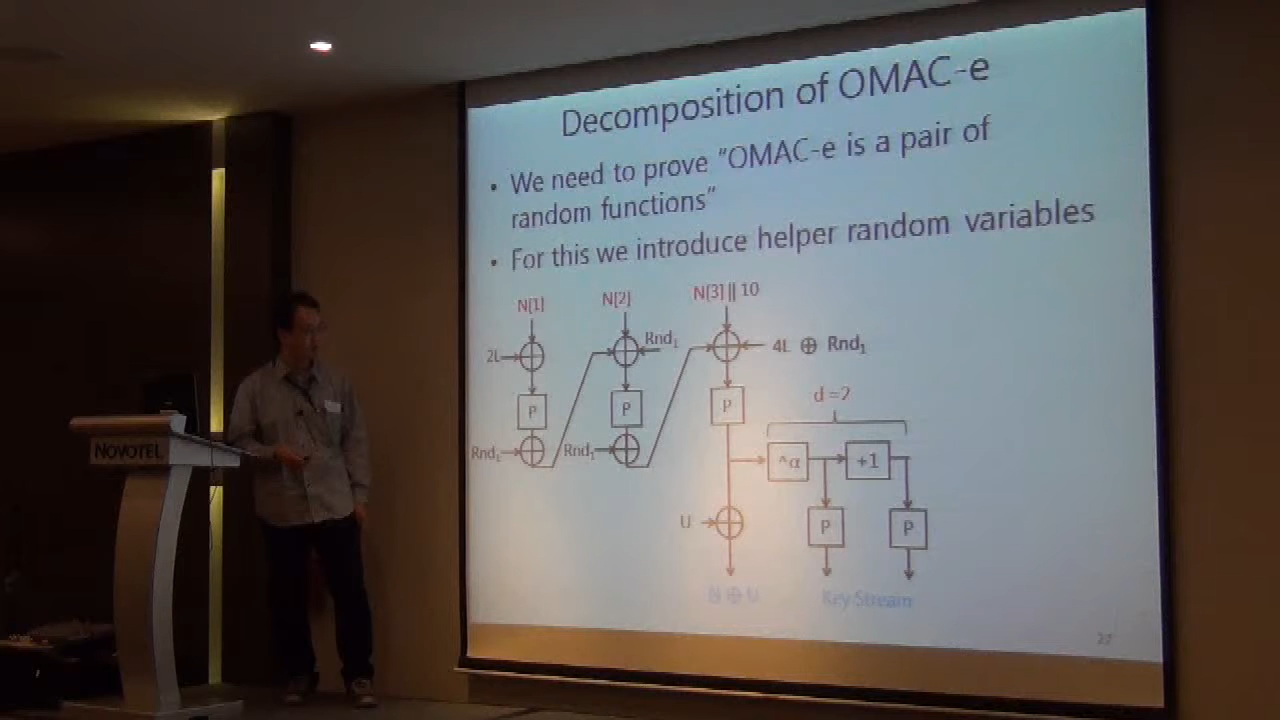 Decomposition of OMAC-e
• We need to prove “OMAC-e is a pair of
random functions”
• For this we introduce helper random variables
N[1] N[2] N[3] || 10
2L Rnd₁ 4L ⊕ Rnd₁
P P P d =2
Rnd₁ Rnd₁ ^α +1
U P P
N ⊕ U Key Stream
27
NOVOTEL